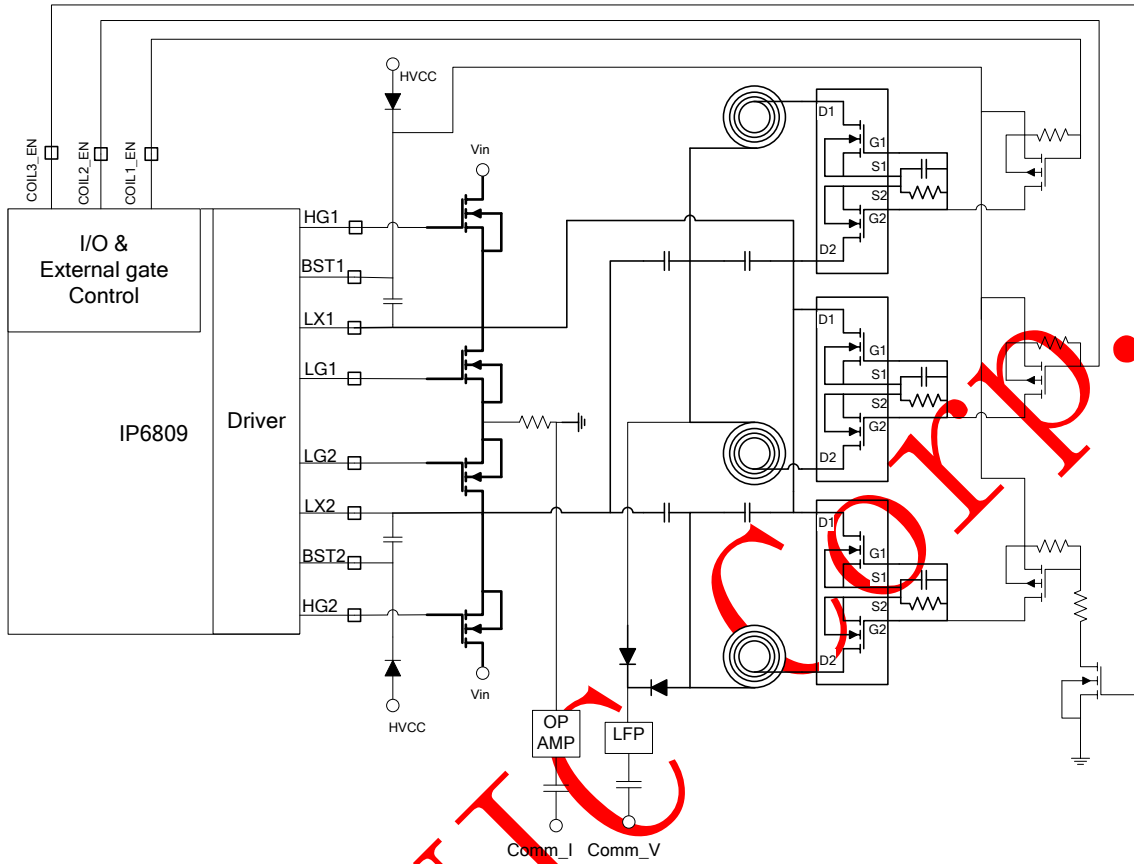 HVCC
Vin
COIL3_EN
COIL2_EN
COIL1_EN
I/O &
External gate
Control
IP6809
Driver
HG1
BST1
LX1
LG1
LG2
LX2
BST2
HG2
Vin
HVCC
D1
G1
S1
S2
G2
D2
D1
G1
S1
S2
G2
D2
D1
G1
S1
S2
G2
D2
OP
AMP
LFP
Comm_I
Comm_V
IC Corp.